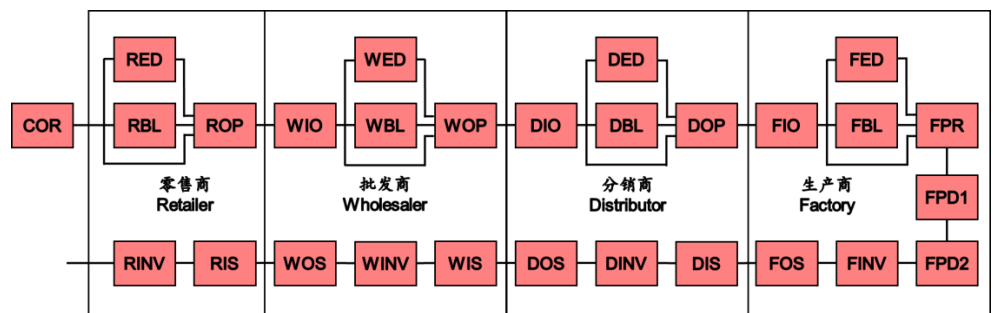 RED WED DED FED
COR RBL ROP WIO WBL WOP DIO DBL DOP FIO FBL FPR
零售商 批发商 分销商 生产商
Retailer Wholesaler Distributor Factory
FPD1
RINV RIS WOS WINV WIS DOS DINV DIS FOS FINV FPD2